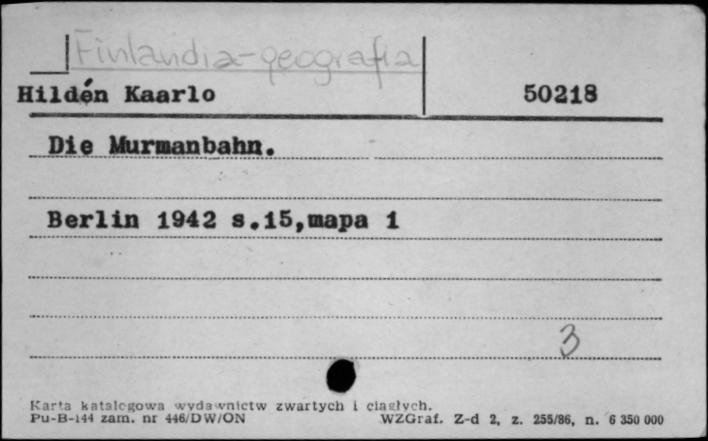 Finlandia-geografia
Hildén Kaarlo 50218
Die Murmanbahn.
Berlin 1942 s.15,mapa 1
3
Karta katalogowa wydawnictw zwartych i ciągłych.
Pu-B-144 zam. nr 446/DW/ON WZGraf. Z-d 2, z. 255/86, n. 6 350 000